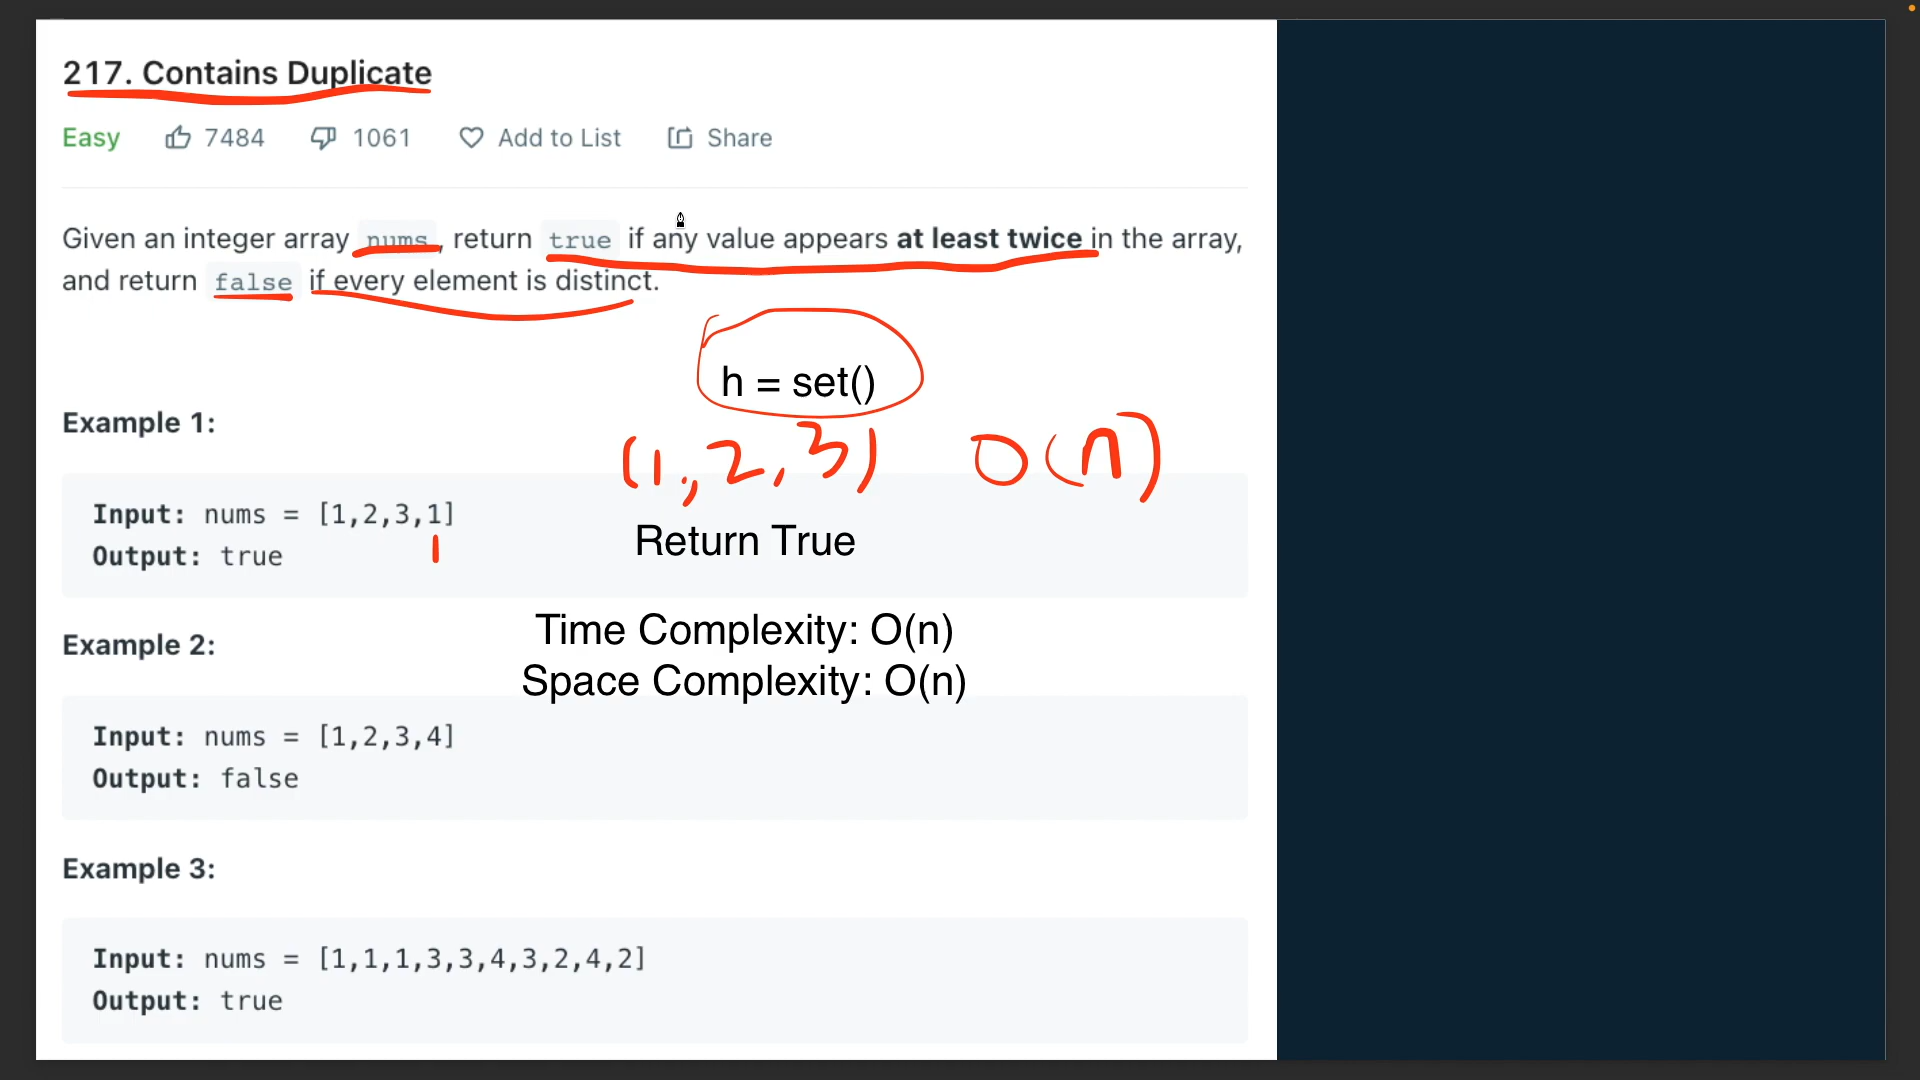 217. Contains Duplicate
Easy 7484 1061 Add to List Share
Given an integer array nums, return true if any value appears at least twice in the array,
and return false if every element is distinct.
h = set()
Example 1:
(1,,2,3) O(n)
Input: nums = [1,2,3,1]
Output: true
1
Return True
Time Complexity: O(n)
Example 2:
Space Complexity: O(n)
Input: nums = [1,2,3,4]
Output: false
Example 3:
Input: nums = [1,1,1,3,3,4,3,2,4,2]
Output: true